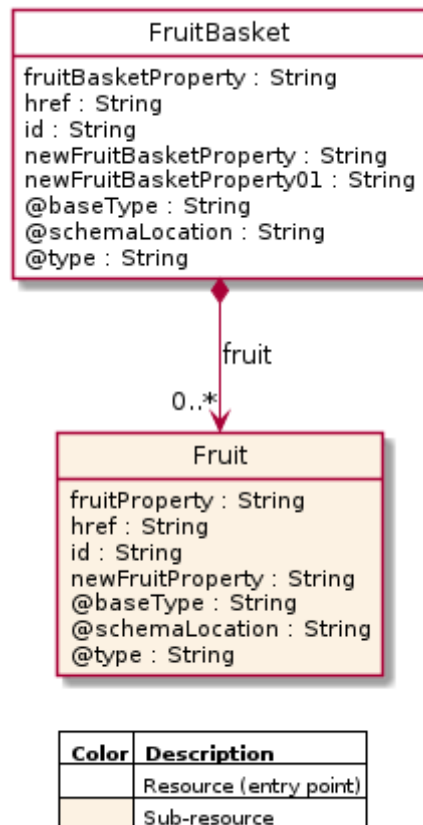 FruitBasket
fruitBasketProperty : String
href : String
id : String
newFruitBasketProperty : String
newFruitBasketProperty01 : String
@baseType : String
@schemaLocation : String
@type : String
fruit
0..*
Fruit
fruitProperty : String
href : String
id : String
newFruitProperty : String
@baseType : String
@schemaLocation : String
@type : String
Color Description
Resource (entry point)
Sub-resource